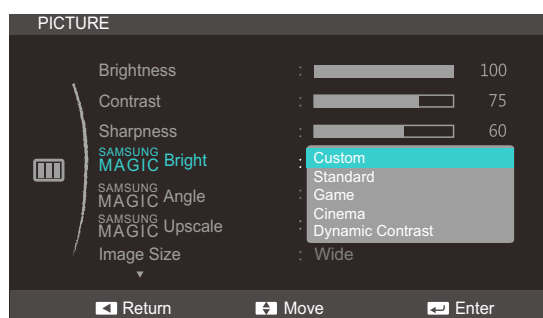 PICTURE
Brightness : 100
Contrast : 75
Sharpness : 60
SAMSUNG MAGIC Bright : Custom
Standard
SAMSUNG MAGIC Angle : Game
Cinema
SAMSUNG MAGIC Upscale : Dynamic Contrast
Image Size : Wide
Return Move Enter